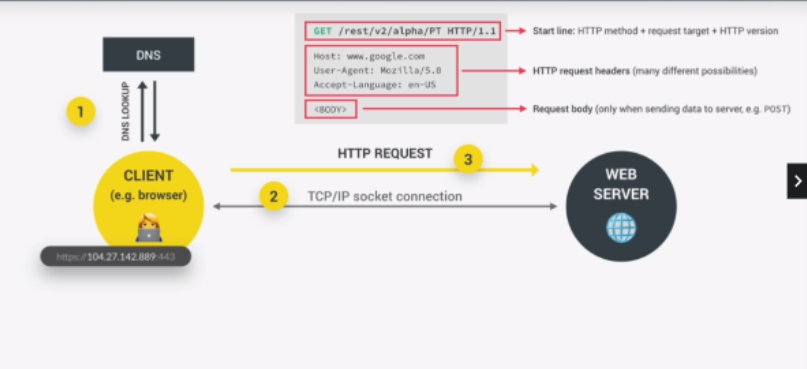 GET /rest/v2/alpha/PT HTTP/1.1
Start line: HTTP method + request target + HTTP version
Host: www.google.com
User-Agent: Mozilla/5.0
Accept-Language: en-US
HTTP request headers (many different possibilities)
<BODY>
Request body (only when sending data to server, e.g. POST)
DNS
1
DNS LOOKUP
HTTP REQUEST
3
CLIENT
(e.g. browser)
2
TCP/IP socket connection
WEB
SERVER
https://104.27.142.889:443